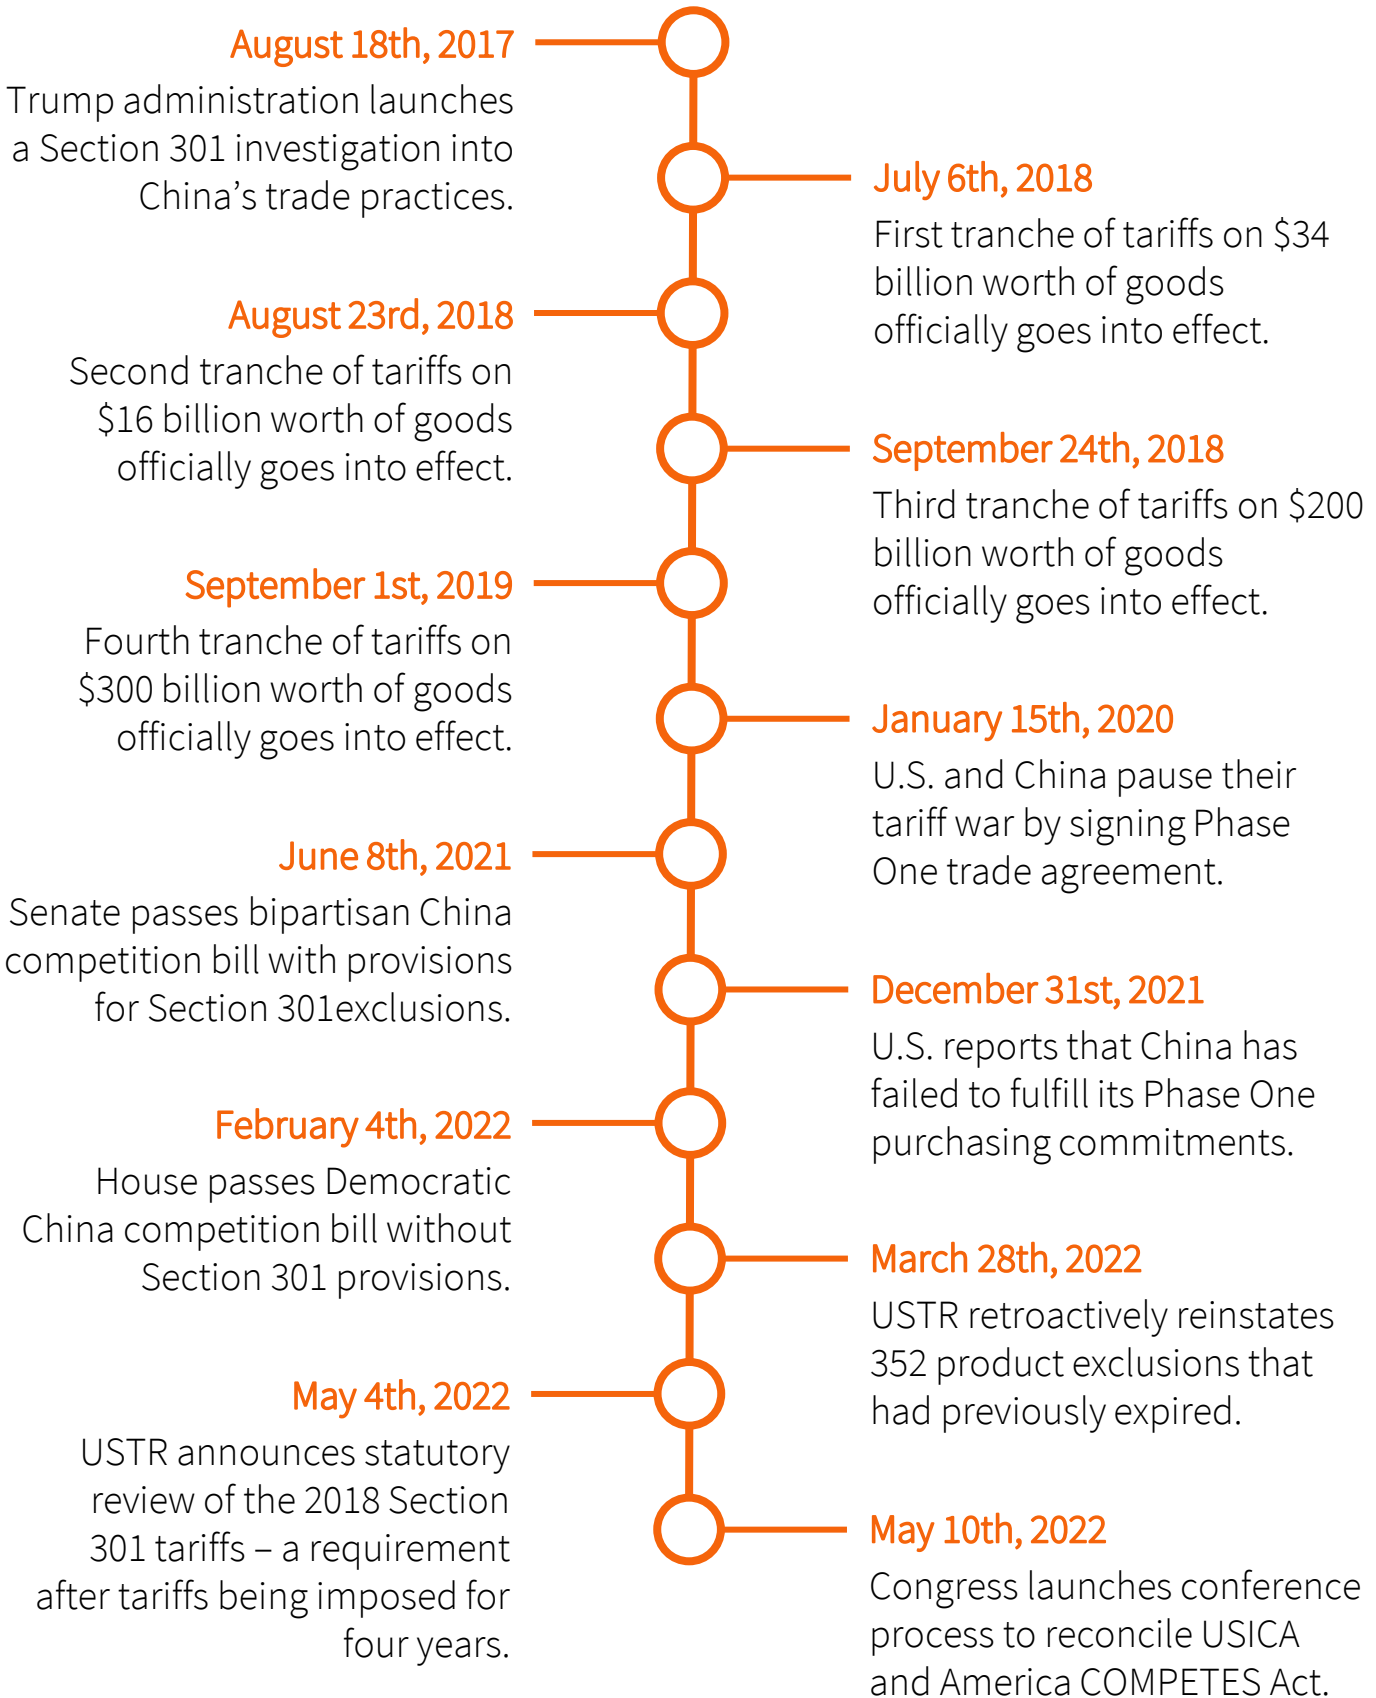 August 18th, 2017
Trump administration launches
a Section 301 investigation into
China’s trade practices.
July 6th, 2018
First tranche of tariffs on $34
billion worth of goods
officially goes into effect.
August 23rd, 2018
Second tranche of tariffs on
$16 billion worth of goods
officially goes into effect.
September 24th, 2018
Third tranche of tariffs on $200
billion worth of goods
officially goes into effect.
September 1st, 2019
Fourth tranche of tariffs on
$300 billion worth of goods
officially goes into effect.
January 15th, 2020
U.S. and China pause their
tariff war by signing Phase
One trade agreement.
June 8th, 2021
Senate passes bipartisan China
competition bill with provisions
for Section 301exclusions.
December 31st, 2021
U.S. reports that China has
failed to fulfill its Phase One
purchasing commitments.
February 4th, 2022
House passes Democratic
China competition bill without
Section 301 provisions.
March 28th, 2022
USTR retroactively reinstates
352 product exclusions that
had previously expired.
May 4th, 2022
USTR announces statutory
review of the 2018 Section
301 tariffs – a requirement
after tariffs being imposed for
four years.
May 10th, 2022
Congress launches conference
process to reconcile USICA
and America COMPETES Act.